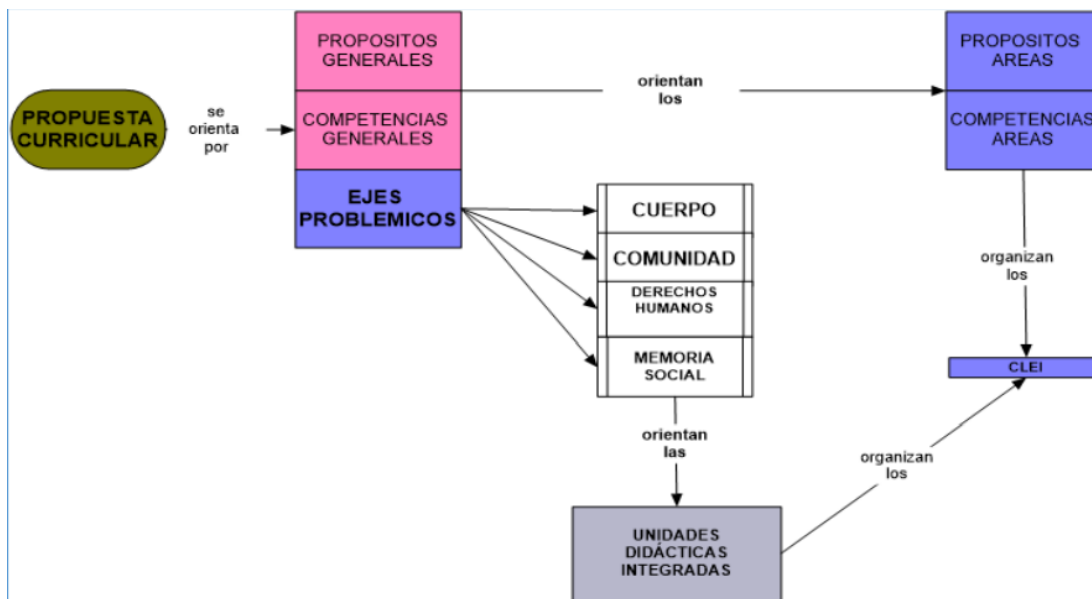 PROPUESTA
CURRICULAR
se
orienta
por
PROPOSITOS
GENERALES
COMPETENCIAS
GENERALES
EJES
PROBLEMICOS
orientan
los
PROPOSITOS
AREAS
COMPETENCIAS
AREAS
CUERPO
COMUNIDAD
DERECHOS
HUMANOS
MEMORIA
SOCIAL
organizan
los
CLEI
orientan
las
organizan
los
UNIDADES
DIDÁCTICAS
INTEGRADAS